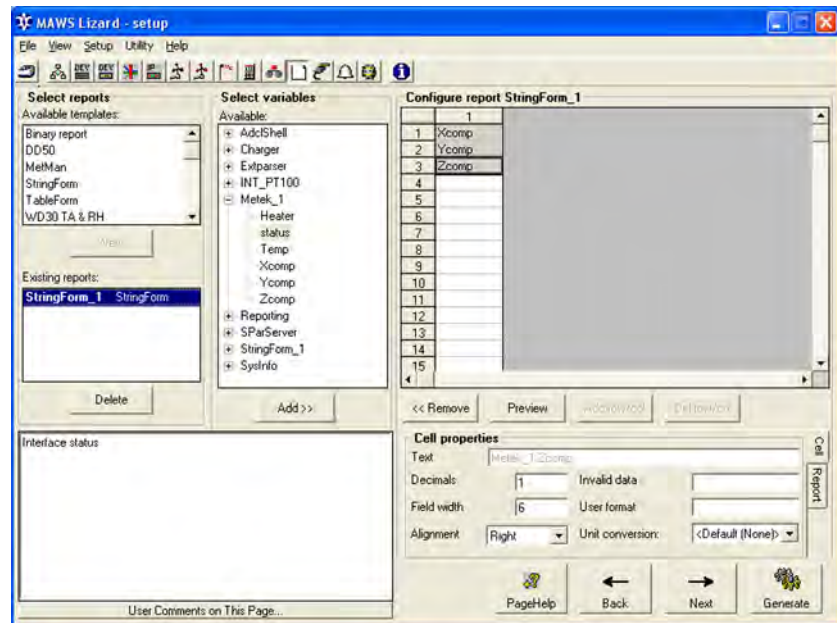 MAWS Lizard - setup
File View Setup Utility Help
Select reports
Available templates:
Binary report
DD50
MetMan
StringForm
TableForm
WD30 TA & RH
Existing reports:
StringForm_1 StringForm
Delete
Select variables
Available:
AdclShell
Charger
Extparser
INT_PT100
Metek_1
Heater
status
Temp
Xcomp
Ycomp
Zcomp
Reporting
SParServer
StringForm_1
SysInfo
Add>>
Configure report StringForm_1
1
1 Xcomp
2 Ycomp
3 Zcomp
4
5
6
7
8
9
10
11
12
13
14
15
<< Remove Preview
Interface status
User Comments on This Page...
Cell properties
Text Metek_1.Zcomp
Decimals 1 Invalid data
Field width 6 User format
Alignment Right Unit conversion: <Default (None)>
Cell
Report
PageHelp Back Next Generate